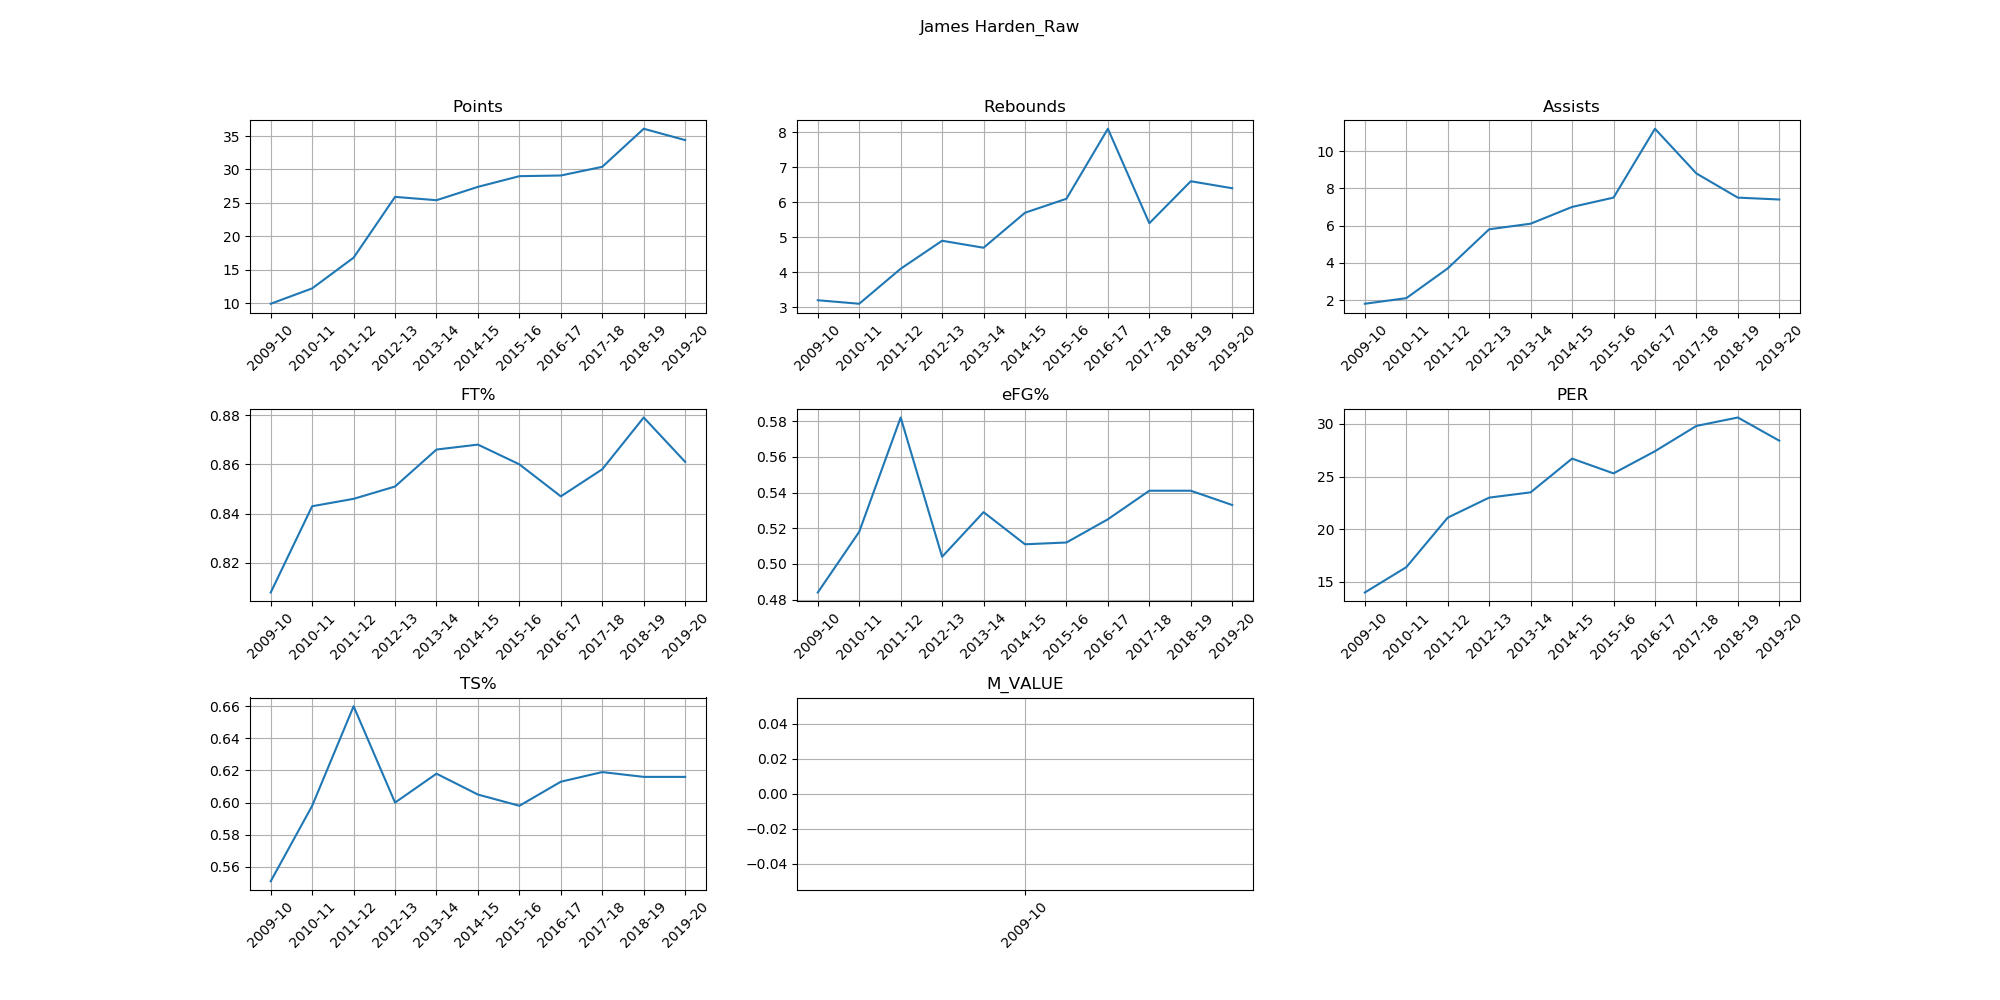 James Harden_Raw
Points
35
30
25
20
15
10
2009-10 2010-11 2011-12 2012-13 2013-14 2014-15 2015-16 2016-17 2017-18 2018-19 2019-20
Rebounds
8
7
6
5
4
3
2009-10 2010-11 2011-12 2012-13 2013-14 2014-15 2015-16 2016-17 2017-18 2018-19 2019-20
Assists
10
8
6
4
2
2009-10 2010-11 2011-12 2012-13 2013-14 2014-15 2015-16 2016-17 2017-18 2018-19 2019-20
FT%
0.88
0.86
0.84
0.82
2009-10 2010-11 2011-12 2012-13 2013-14 2014-15 2015-16 2016-17 2017-18 2018-19 2019-20
eFG%
0.58
0.56
0.54
0.52
0.50
0.48
2009-10 2010-11 2011-12 2012-13 2013-14 2014-15 2015-16 2016-17 2017-18 2018-19 2019-20
PER
30
25
20
15
2009-10 2010-11 2011-12 2012-13 2013-14 2014-15 2015-16 2016-17 2017-18 2018-19 2019-20
TS%
0.66
0.64
0.62
0.60
0.58
0.56
2009-10 2010-11 2011-12 2012-13 2013-14 2014-15 2015-16 2016-17 2017-18 2018-19 2019-20
M_VALUE
0.04
0.02
0.00
−0.02
−0.04
2009-10